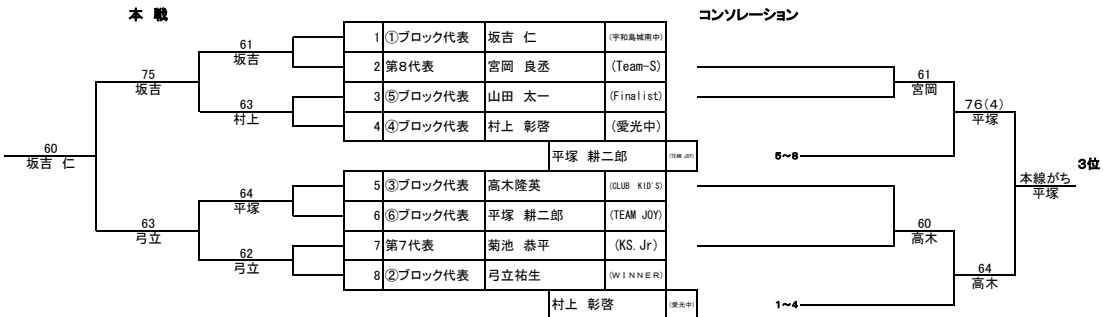 本 戦
コンソレーション
1 ①ブロック代表 坂吉 仁 (宇和島城南中)
61
坂吉
2 第8代表 宮岡 良丞 (Team-S)
75
坂吉
61
宮岡
3 ⑤ブロック代表 山田 太一 (Finalist)
63
村上
76(4)
平塚
4 ④ブロック代表 村上 彰啓 (愛光中)
60
坂吉 仁
平塚 耕二郎 (TEAM JOY)
5~8
3位
本線がち
平塚
5 ③ブロック代表 高木隆英 (CLUB KID'S)
64
平塚
6 ⑥ブロック代表 平塚 耕二郎 (TEAM JOY)
63
弓立
60
高木
7 第7代表 菊池 恭平 (KS.Jr)
62
弓立
64
高木
8 ②ブロック代表 弓立祐生 (WINNER)
村上 彰啓 (愛光中)
1~4